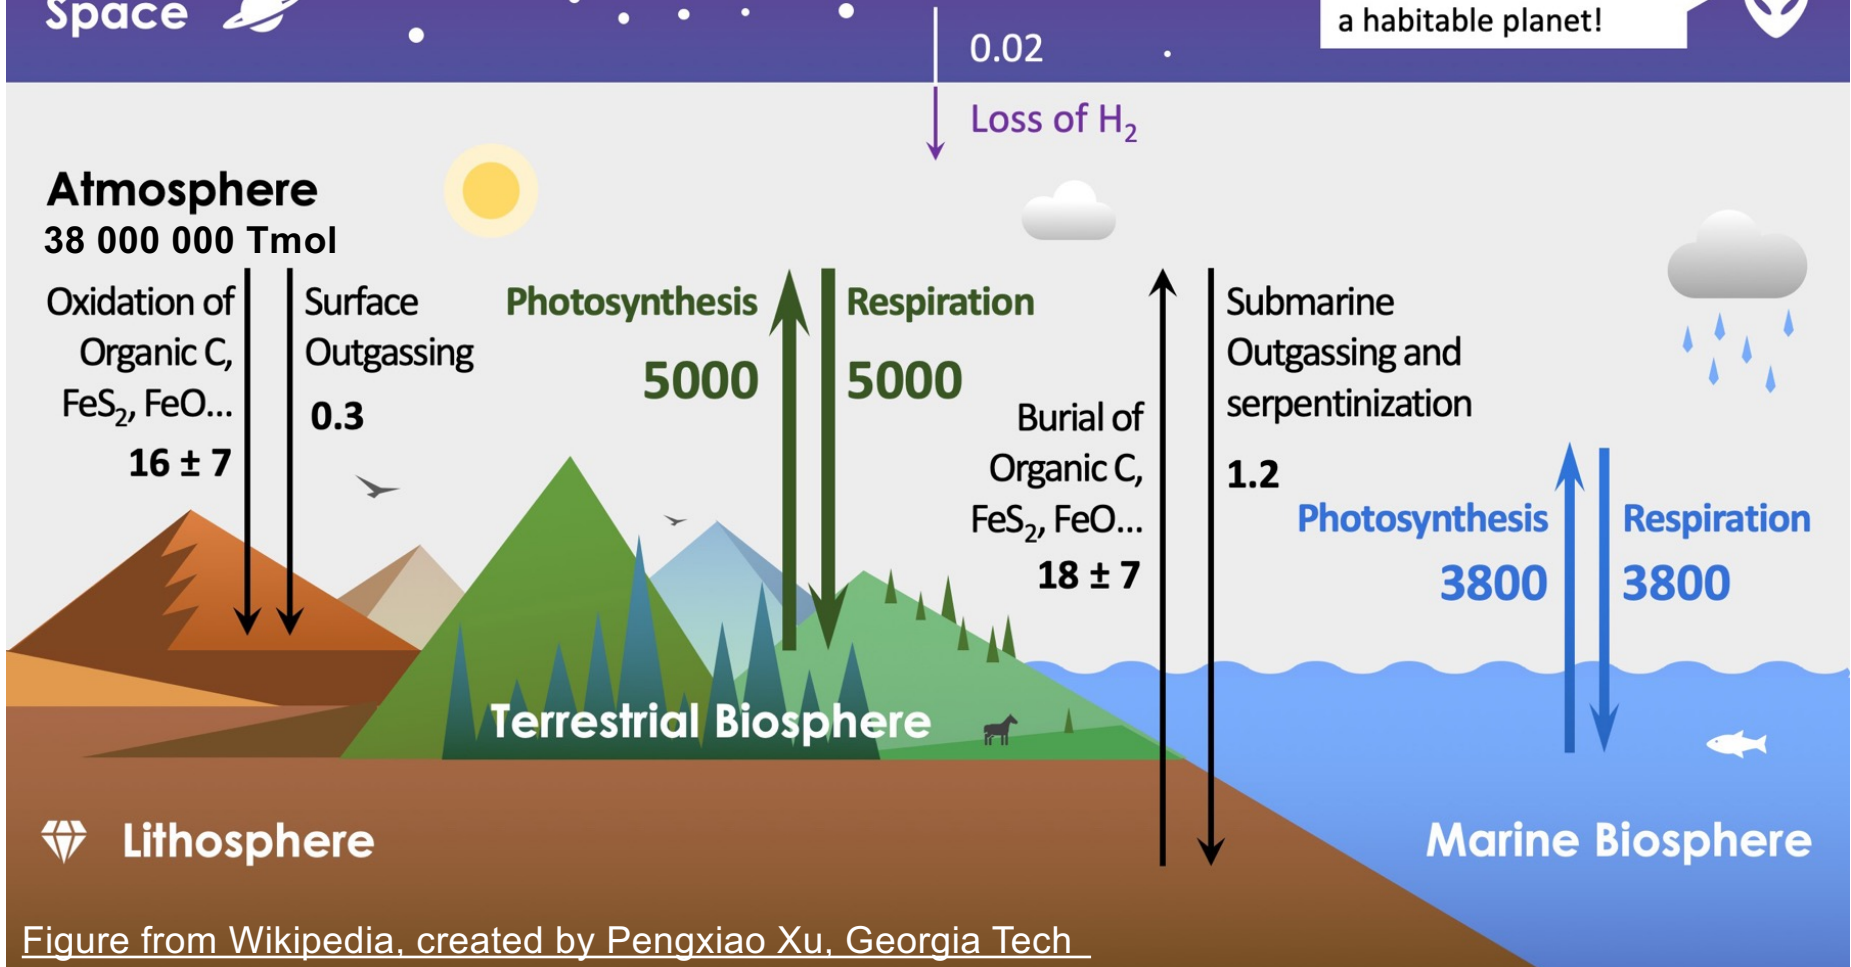 Space
a habitable planet!
0.02
Loss of H₂
Atmosphere
38 000 000 Tmol
Oxidation of
Organic C,
FeS₂, FeO...
16 ± 7
Surface
Outgassing
0.3
Photosynthesis
5000
Respiration
5000
Burial of
Organic C,
FeS₂, FeO...
18 ± 7
Submarine
Outgassing and
serpentinization
1.2
Photosynthesis
3800
Respiration
3800
Terrestrial Biosphere
Lithosphere
Marine Biosphere
Figure from Wikipedia, created by Pengxiao Xu, Georgia Tech